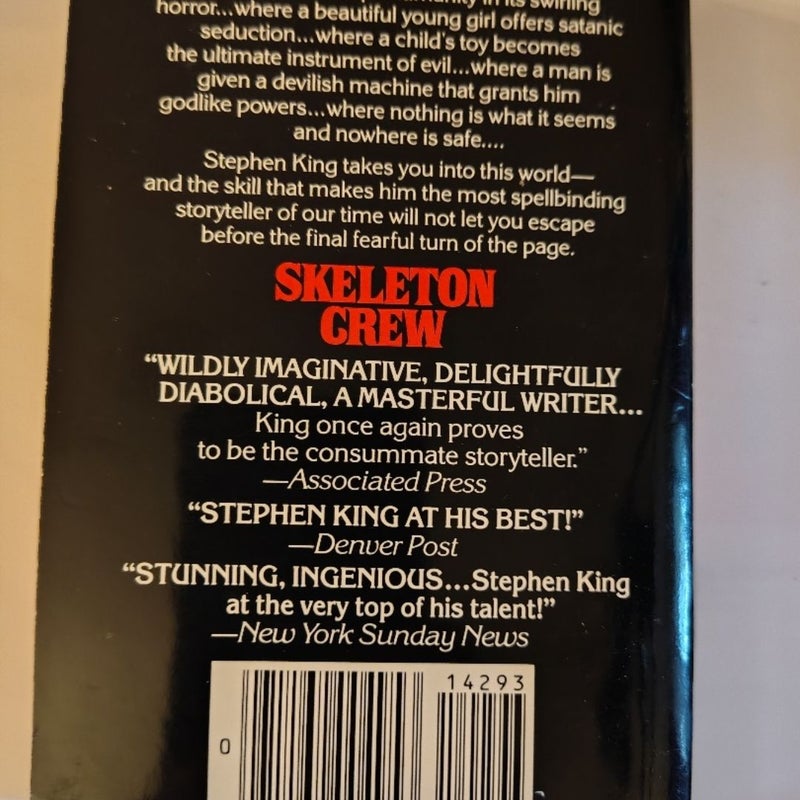 in its swirling
horror...where a beautiful young girl offers satanic
seduction...where a child's toy becomes
the ultimate instrument of evil...where a man is
given a devilish machine that grants him
godlike powers...where nothing is what it seems
and nowhere is safe....
Stephen King takes you into this world—
and the skill that makes him the most spellbinding
storyteller of our time will not let you escape
before the final fearful turn of the page.
SKELETON
CREW
“WILDLY IMAGINATIVE, DELIGHTFULLY
DIABOLICAL, A MASTERFUL WRITER...
King once again proves
to be the consummate storyteller.”
—Associated Press
“STEPHEN KING AT HIS BEST!”
—Denver Post
“STUNNING, INGENIOUS...Stephen King
at the very top of his talent!”
—New York Sunday News
14293
0